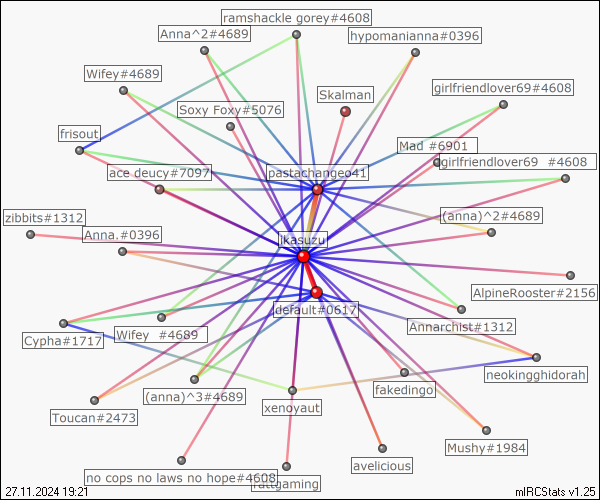 ramshackle gorey#4608
Anna^2#4689
hypomanianna#0396
Wifey#4689
girlfriendlover69#4608
Skalman
Soxy Foxy#5076
frisout
Mad #6901
girlfriendlover69 #4608
ace deucy#7097
pastachangeo41
zibbits#1312
(anna)^2#4689
Anna.#0396
ikasuzu
AlpineRooster#2156
default#0617
Annarchist#1312
Cypha#1717
Wifey #4689
neokingghidorah
fakedingo
(anna)^3#4689
xenoyaut
Toucan#2473
Mushy#1984
avelicious
no cops no laws no hope#4608
27.11.2024 19:21
mIRCStats v1.25